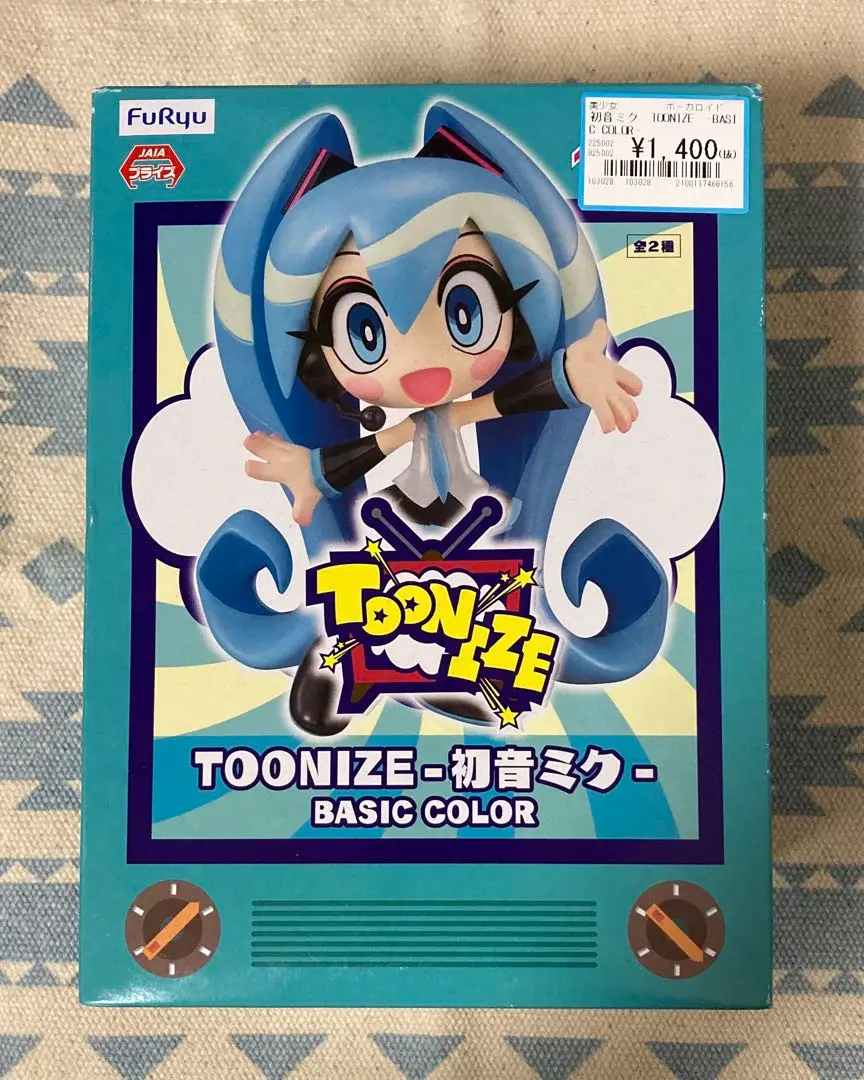 FuRyu
JAIA
プライズ
美少女 ボーカロイド
初音ミク TOONIZE -BASI
C COLOR-
225002
025002
¥1,400(抜)
103028 103028 2100117468156
全2種
TOONIZE
TOONIZE-初音ミク-
BASIC COLOR